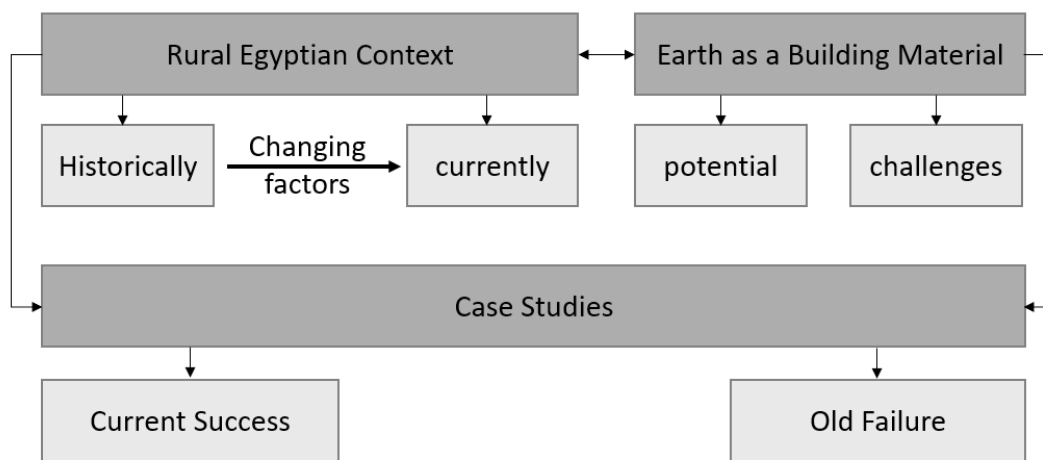 Rural Egyptian Context
Earth as a Building Material
Historically
Changing
factors
currently
potential
challenges
Case Studies
Current Success
Old Failure